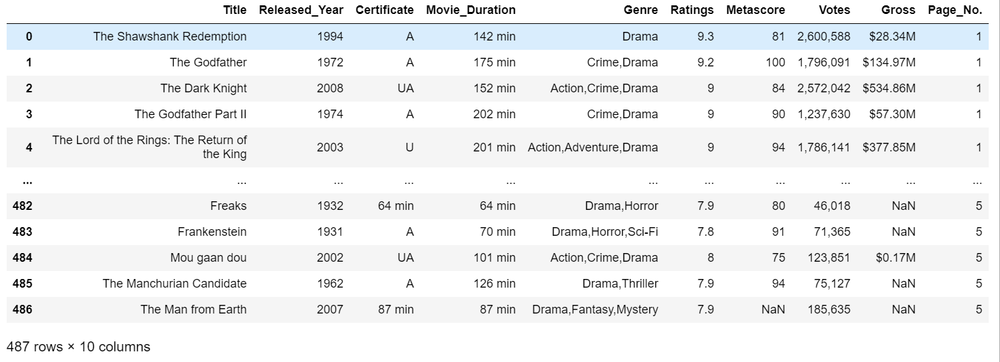 Title Released_Year Certificate Movie_Duration Genre Ratings Metascore Votes Gross Page_No.
0 The Shawshank Redemption 1994 A 142 min Drama 9.3 81 2,600,588 $28.34M 1
1 The Godfather 1972 A 175 min Crime,Drama 9.2 100 1,796,091 $134.97M 1
2 The Dark Knight 2008 UA 152 min Action,Crime,Drama 9 84 2,572,042 $534.86M 1
3 The Godfather Part II 1974 A 202 min Crime,Drama 9 90 1,237,630 $57.30M 1
The Lord of the Rings: The Return of
4 the King 2003 U 201 min Action,Adventure,Drama 9 94 1,786,141 $377.85M 1
... ... ... ... ... ... ... ... ... ... ...
482 Freaks 1932 64 min 64 min Drama,Horror 7.9 80 46,018 NaN 5
483 Frankenstein 1931 A 70 min Drama,Horror,Sci-Fi 7.8 91 71,365 NaN 5
484 Mou gaan dou 2002 UA 101 min Action,Crime,Drama 8 75 123,851 $0.17M 5
485 The Manchurian Candidate 1962 A 126 min Drama,Thriller 7.9 94 75,127 NaN 5
486 The Man from Earth 2007 87 min 87 min Drama,Fantasy,Mystery 7.9 NaN 185,635 NaN 5
487 rows × 10 columns